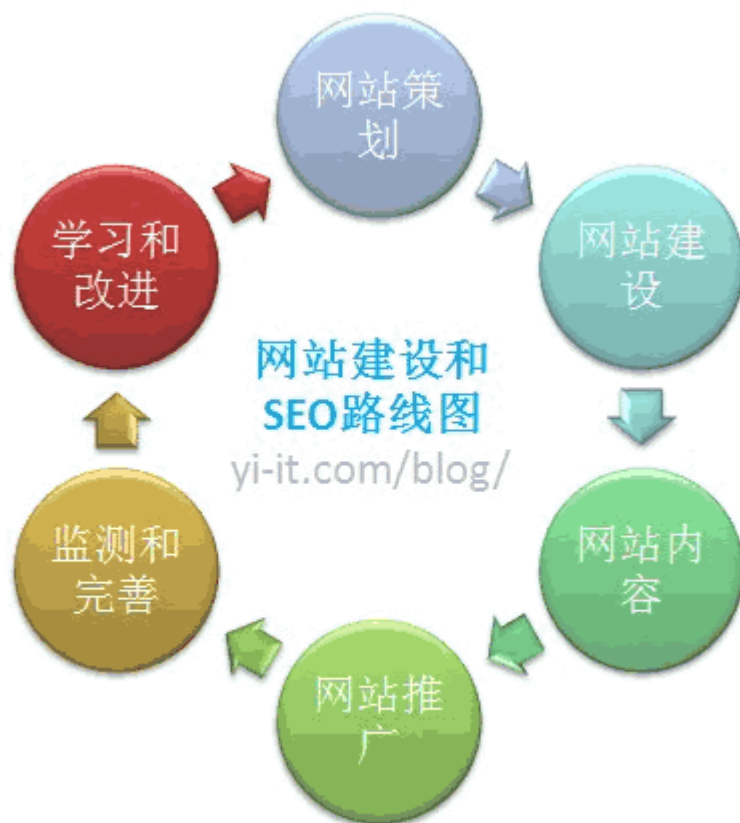 网站策
划
网站建
设
网站内
容
网站推
广
监测和
完善
学习和
改进
网站建设和
SEO路线图
yi-it.com/blog/